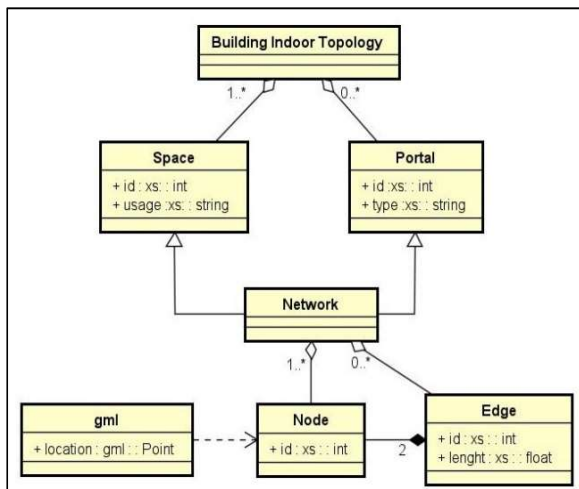 Building Indoor Topology
1..*
0..*
Space
+ id : xs: : int
+ usage :xs: : string
Portal
+ id :xs: : int
+ type :xs: : string
Network
1..*
0..*
gml
+ location : gml : : Point
Node
+ id : xs: : int
2
Edge
+ id : xs : : int
+ lenght : xs : : float